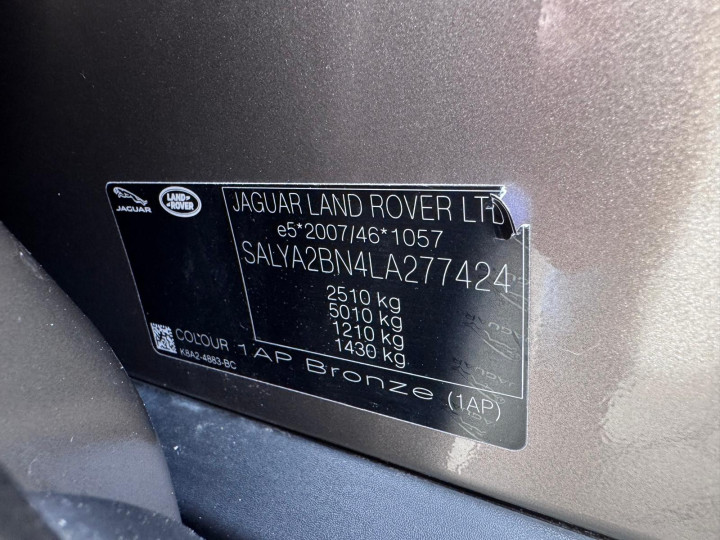 JAGUAR
LAND
ROVER
JAGUAR LAND ROVER LTD
e5*2007/46*1057
SALYA2BN4LA277424
2510 kg
5010 kg
1210 kg
1430 kg
COLOUR 1AP Bronze (1AP)
K8A2-4883-BC